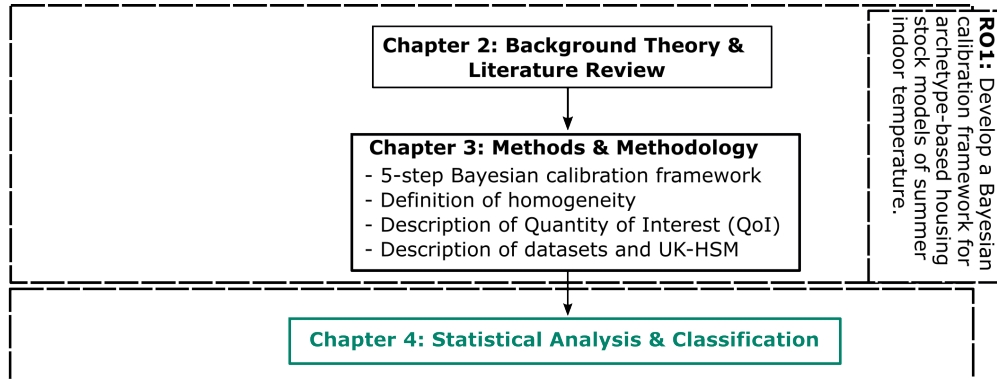 Chapter 2: Background Theory &
Literature Review
Chapter 3: Methods & Methodology
- 5-step Bayesian calibration framework
- Definition of homogeneity
- Description of Quantity of Interest (QoI)
- Description of datasets and UK-HSM
RO1: Develop a Bayesian
calibration framework for
archetype-based housing
stock models of summer
indoor temperature.
Chapter 4: Statistical Analysis & Classification